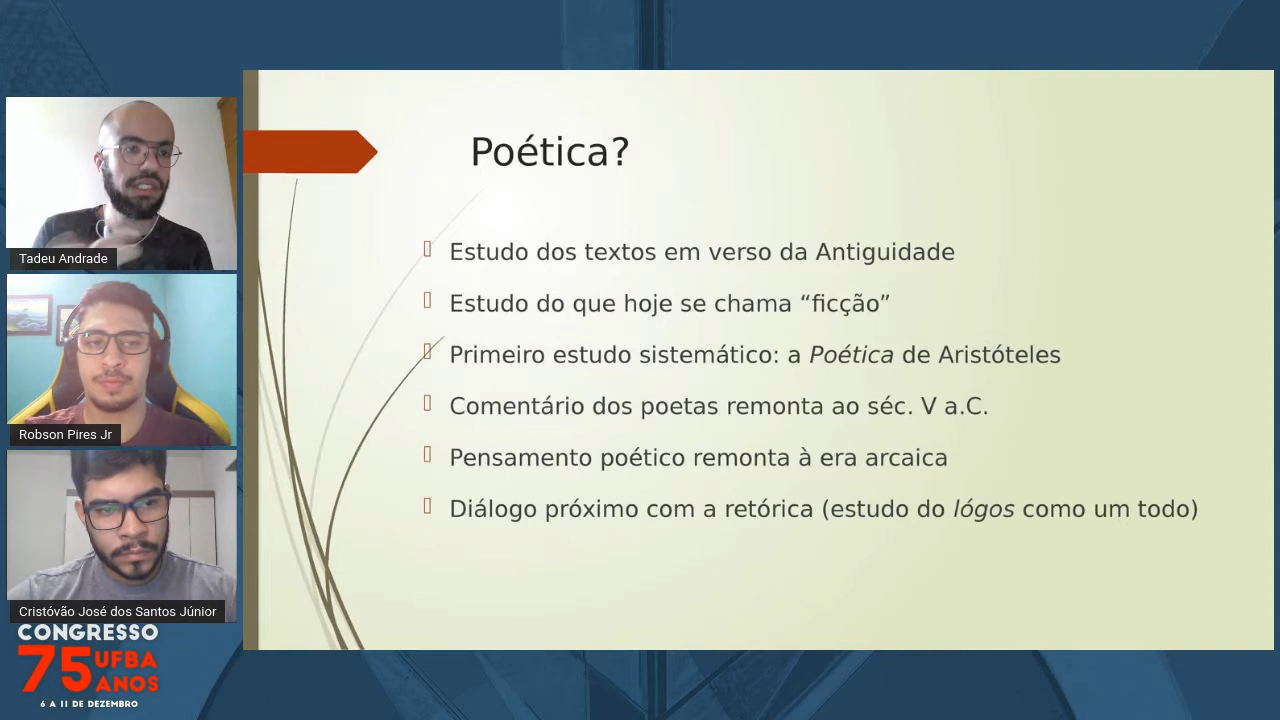 Poética?
Estudo dos textos em verso da Antiguidade
Estudo do que hoje se chama “ficção”
Primeiro estudo sistemático: a Poética de Aristóteles
Comentário dos poetas remonta ao séc. V a.C.
Pensamento poético remonta à era arcaica
Diálogo próximo com a retórica (estudo do lógos como um todo)
Tadeu Andrade
Robson Pires Jr
Cristóvão José dos Santos Júnior
CONGRESSO
75 UFBA
ANOS
6 A 11 DE DEZEMBRO